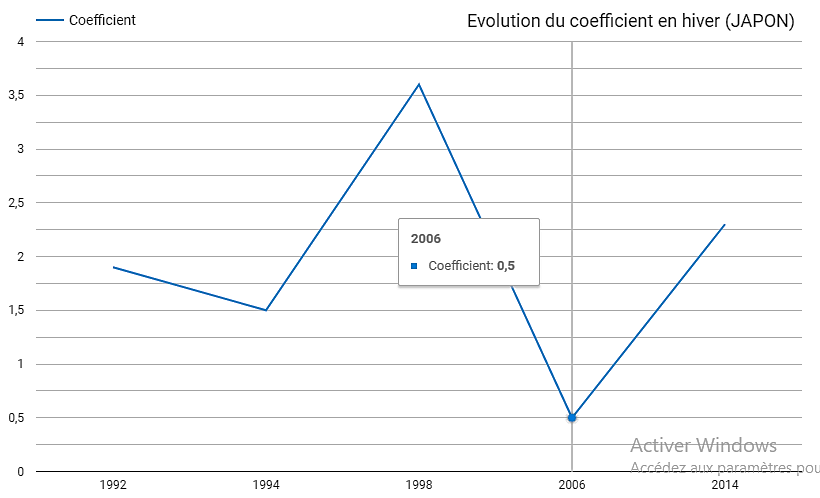 Coefficient
Evolution du coefficient en hiver (JAPON)
4
3,5
3
2,5
2
1,5
1
0,5
0
2006
Coefficient: 0,5
Activer Windows
Accédez aux paramètres pou
1992 1994 1998 2006 2014